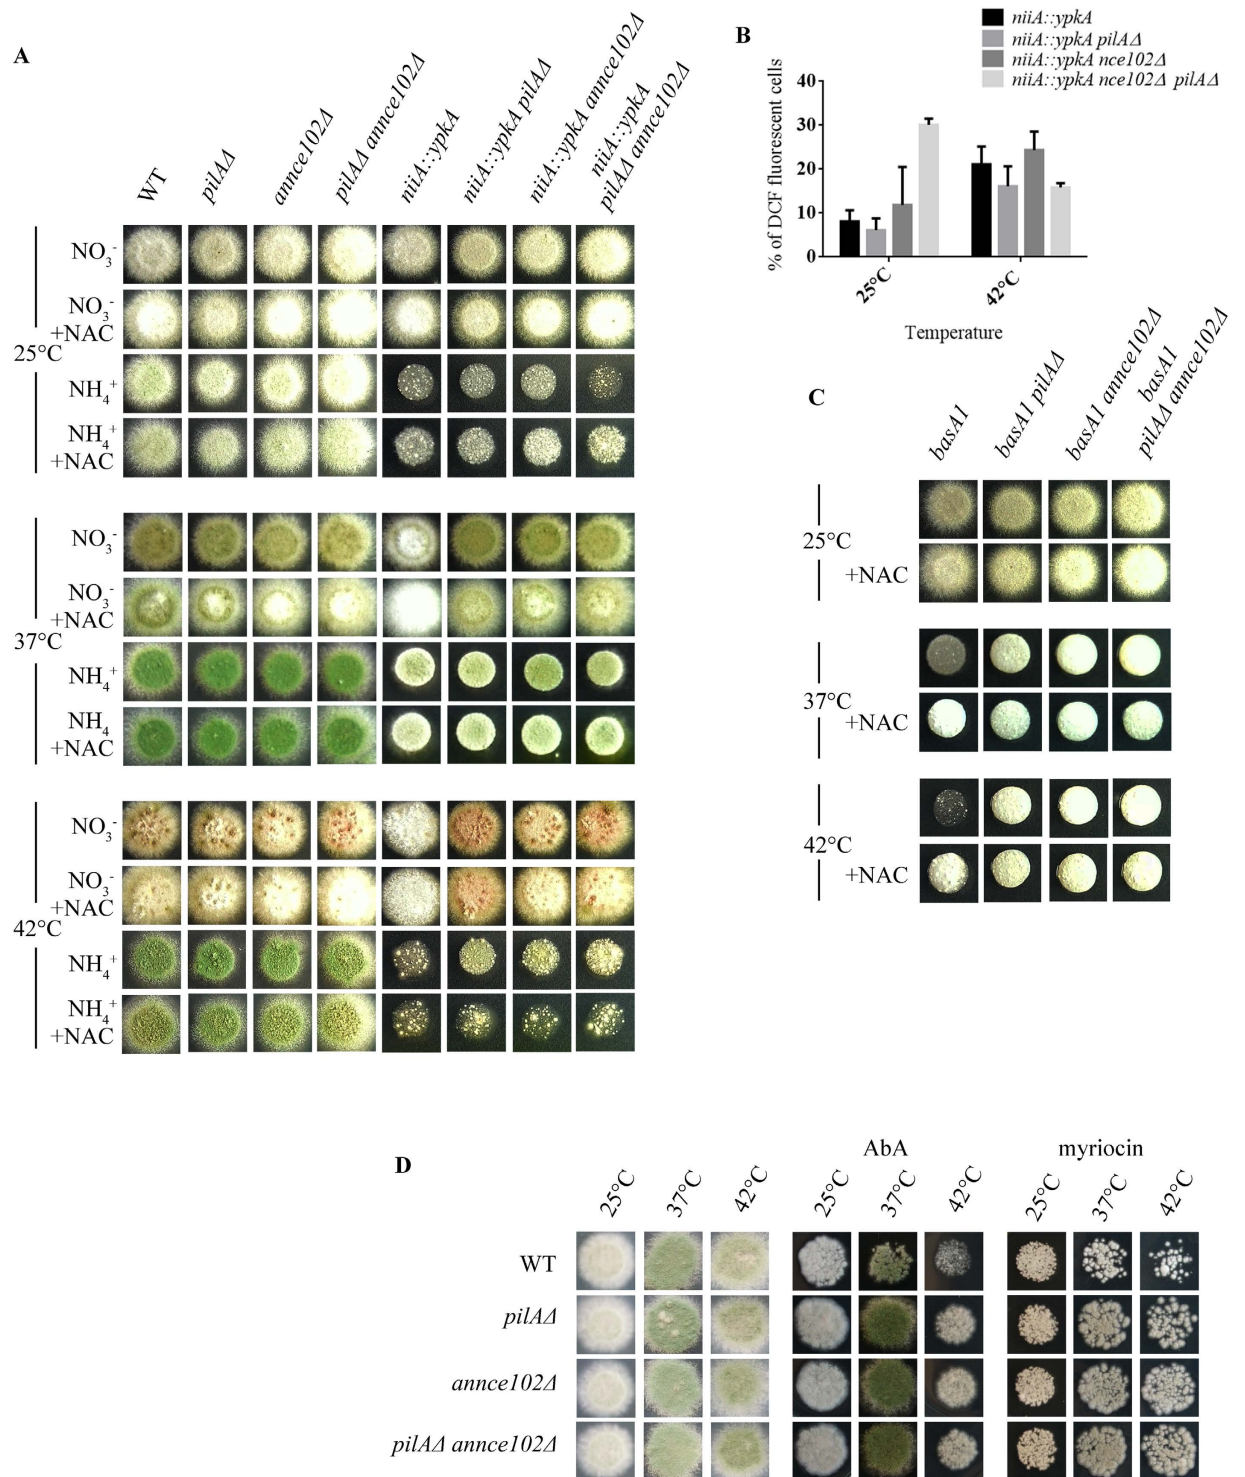 A
WT
pilAΔ
annce102Δ
pilAΔ annce102Δ
niiA::ypkA
niiA::ypkA pilAΔ
niiA::ypkA annce102Δ
niiA::ypkA
pilAΔ annce102Δ
25°C
NO₃⁻
NO₃⁻
+NAC
NH₄⁺
NH₄⁺
+NAC
37°C
NO₃⁻
NO₃⁻
+NAC
NH₄⁺
NH₄
+NAC
42°C
NO₃⁻
NO₃⁻
+NAC
NH₄⁺
NH₄⁺
+NAC
B
niiA::ypkA
niiA::ypkA pilAΔ
niiA::ypkA nce102Δ
niiA::ypkA nce102Δ pilAΔ
% of DCF fluorescent cells
40
30
20
10
0
25°C
42°C
Temperature
C
basA1
basA1 pilAΔ
basA1 annce102Δ
basA1
pilAΔ annce102Δ
25°C
+NAC
37°C
+NAC
42°C
+NAC
D
AbA
myriocin
25°C 37°C 42°C 25°C 37°C 42°C 25°C 37°C 42°C
WT
pilAΔ
annce102Δ
pilAΔ annce102Δ